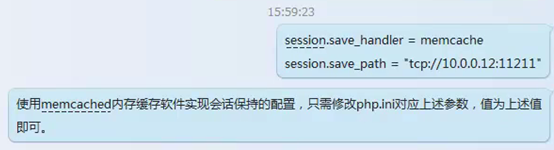 15:59:23
session.save_handler = memcache
session.save_path = "tcp://10.0.0.12:11211"
使用memcached内存缓存软件实现会话保持的配置，只需修改php.ini对应上述参数，值为上述值
即可。